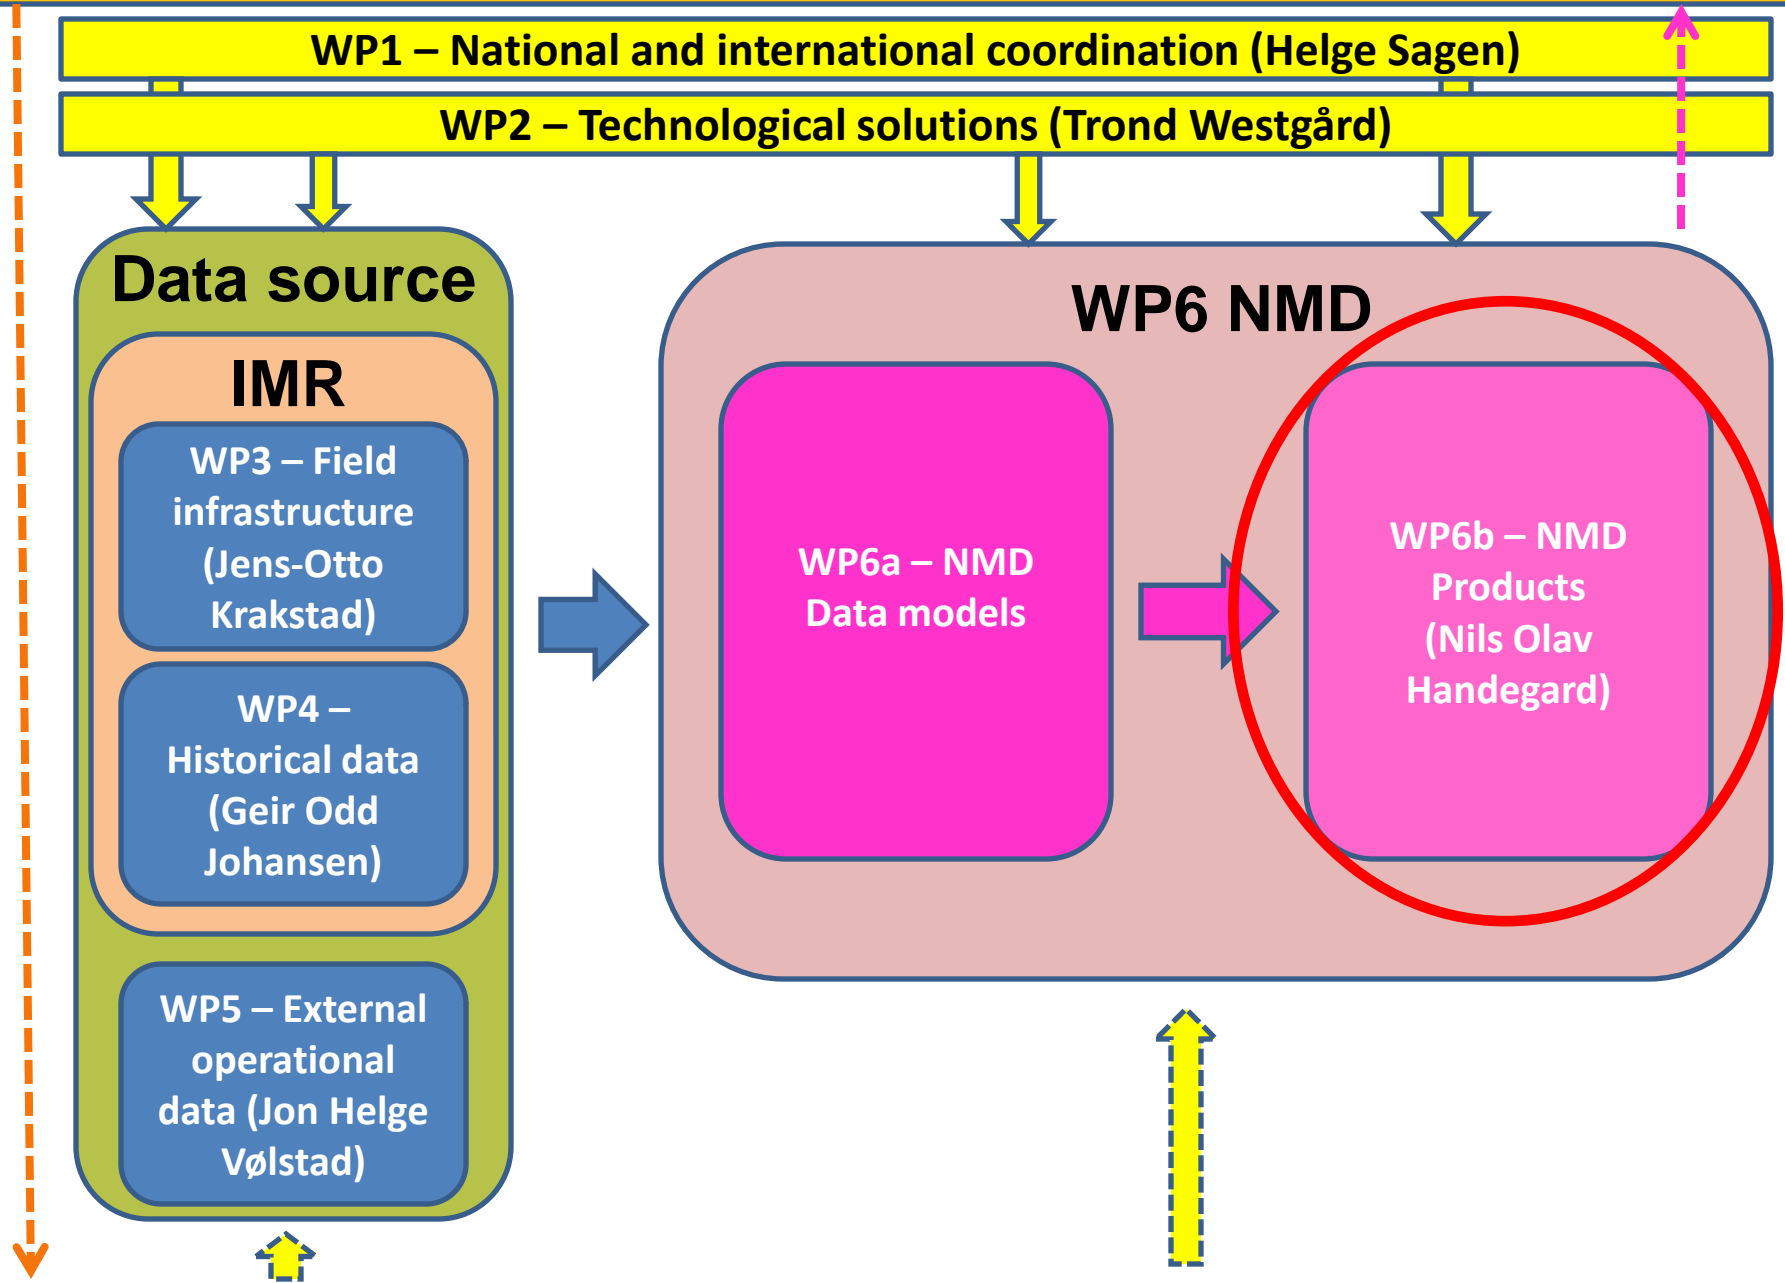 WP1 – National and international coordination (Helge Sagen)
WP2 – Technological solutions (Trond Westgård)
Data source
IMR
WP3 – Field
infrastructure
(Jens-Otto
Krakstad)
WP4 –
Historical data
(Geir Odd
Johansen)
WP5 – External
operational
data (Jon Helge
Vølstad)
WP6 NMD
WP6a – NMD
Data models
WP6b – NMD
Products
(Nils Olav
Handegard)